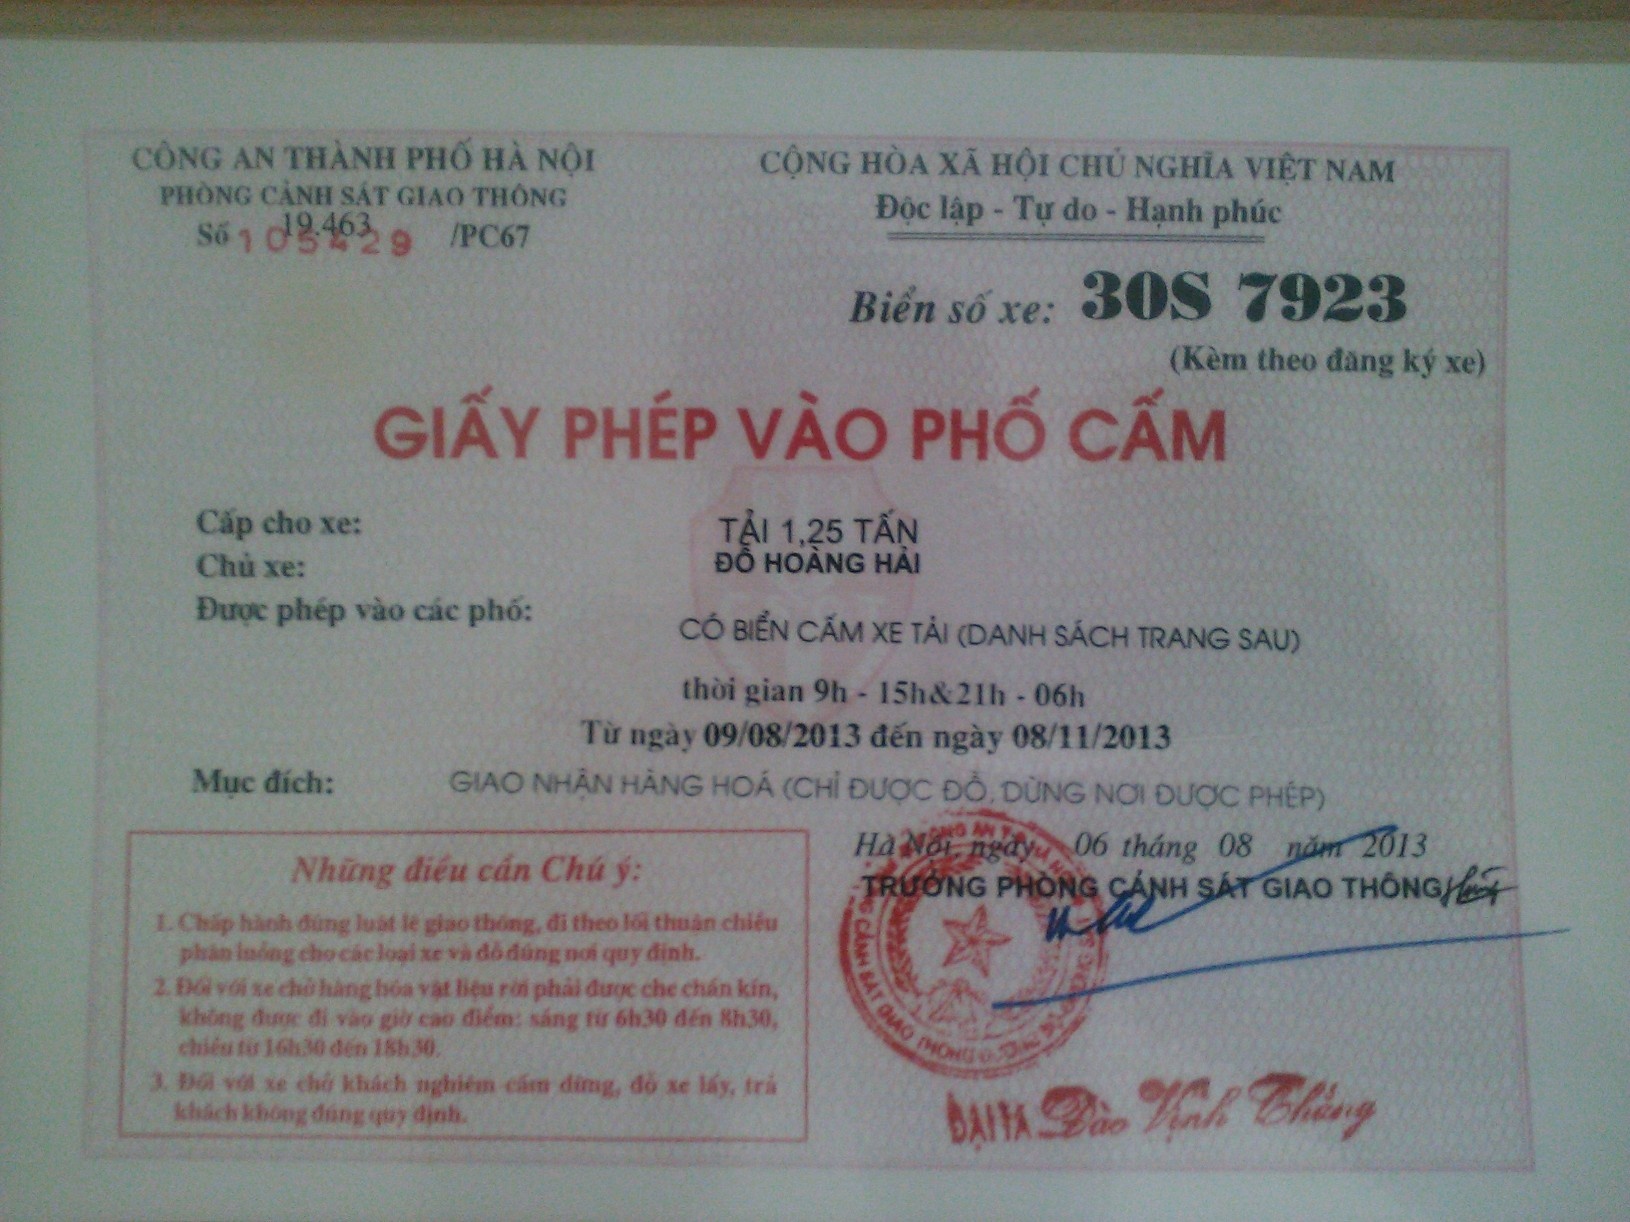 CÔNG AN THÀNH PHỐ HÀ NỘI
PHÒNG CẢNH SÁT GIAO THÔNG
Số 105429 /PC67
19.463
CỘNG HÒA XÃ HỘI CHỦ NGHĨA VIỆT NAM
Độc lập - Tự do - Hạnh phúc
Biển số xe: 30S 7923
(Kèm theo đăng ký xe)
GIẤY PHÉP VÀO PHỐ CẤM
Cấp cho xe: TẢI 1,25 TẤN
Chủ xe: ĐỖ HOÀNG HẢI
Được phép vào các phố: CÓ BIỂN CẤM XE TẢI (DANH SÁCH TRANG SAU)
thời gian 9h - 15h&21h - 06h
Từ ngày 09/08/2013 đến ngày 08/11/2013
Mục đích: GIAO NHẬN HÀNG HOÁ (CHỈ ĐƯỢC ĐỖ, DỪNG NƠI ĐƯỢC PHÉP)
Hà Nội, ngày 06 tháng 08 năm 2013
TRƯỞNG PHÒNG CẢNH SÁT GIAO THÔNG
ĐẠI TÁ Đào Vịnh Thắng
Những điều cần Chú ý:
1. Chấp hành đúng luật lệ giao thông, đi theo lối thuận chiều
phân luồng cho các loại xe và đỗ đúng nơi quy định.
2. Đối với xe chở hàng hóa vật liệu rời phải được che chắn kín,
không được đi vào giờ cao điểm: sáng từ 6h30 đến 8h30,
chiều từ 16h30 đến 18h30.
3. Đối với xe chở khách nghiêm cấm dừng, đỗ xe lấy, trả
khách không đúng quy định.